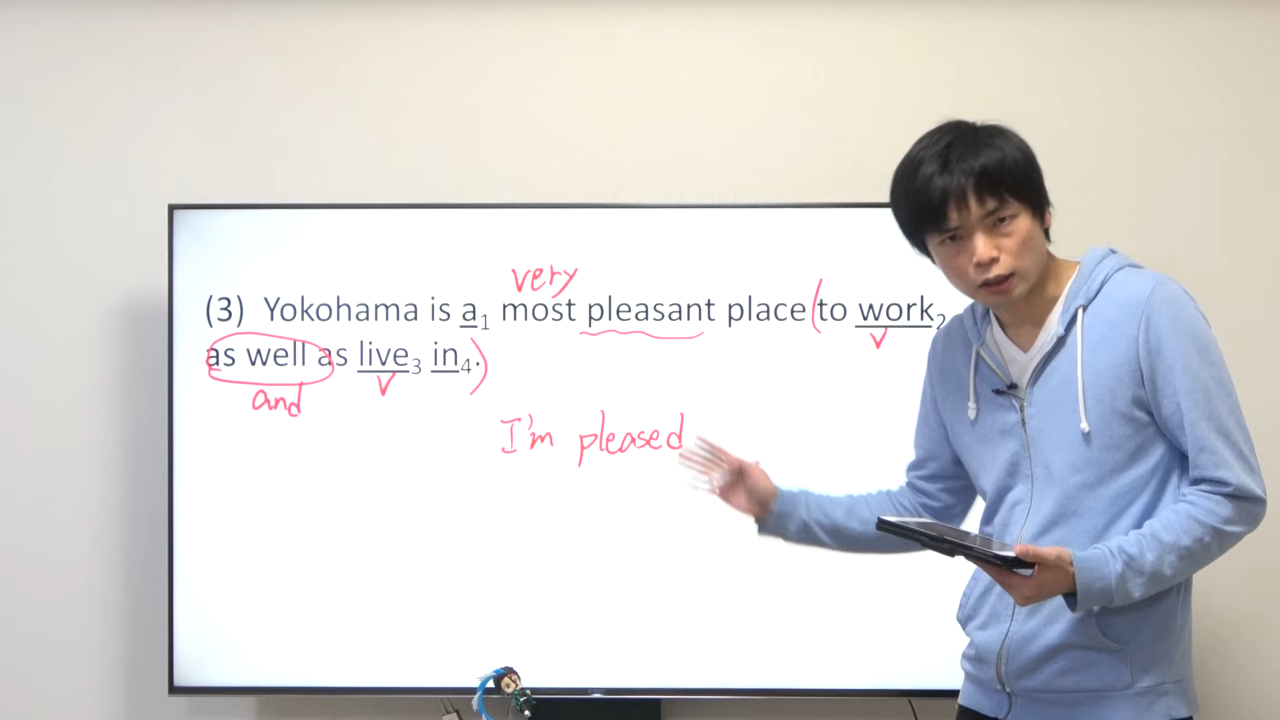 very
(3) Yokohama is a1 most pleasant place (to work2
v
as well as live3 in4.)
and v
I'm pleased